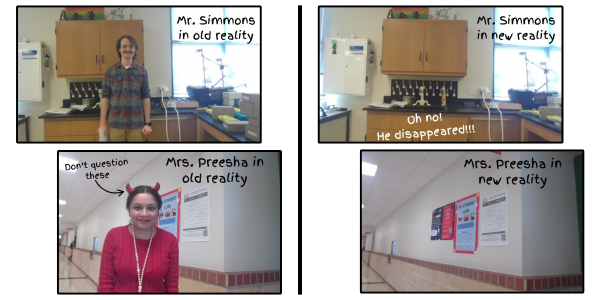 Mr. Simmons
in old reality
Mr. Simmons
in new reality
Oh no!
He disappeared!!!
Don't question
these
Mrs. Preesha in
old reality
Mrs. Preesha in
new reality